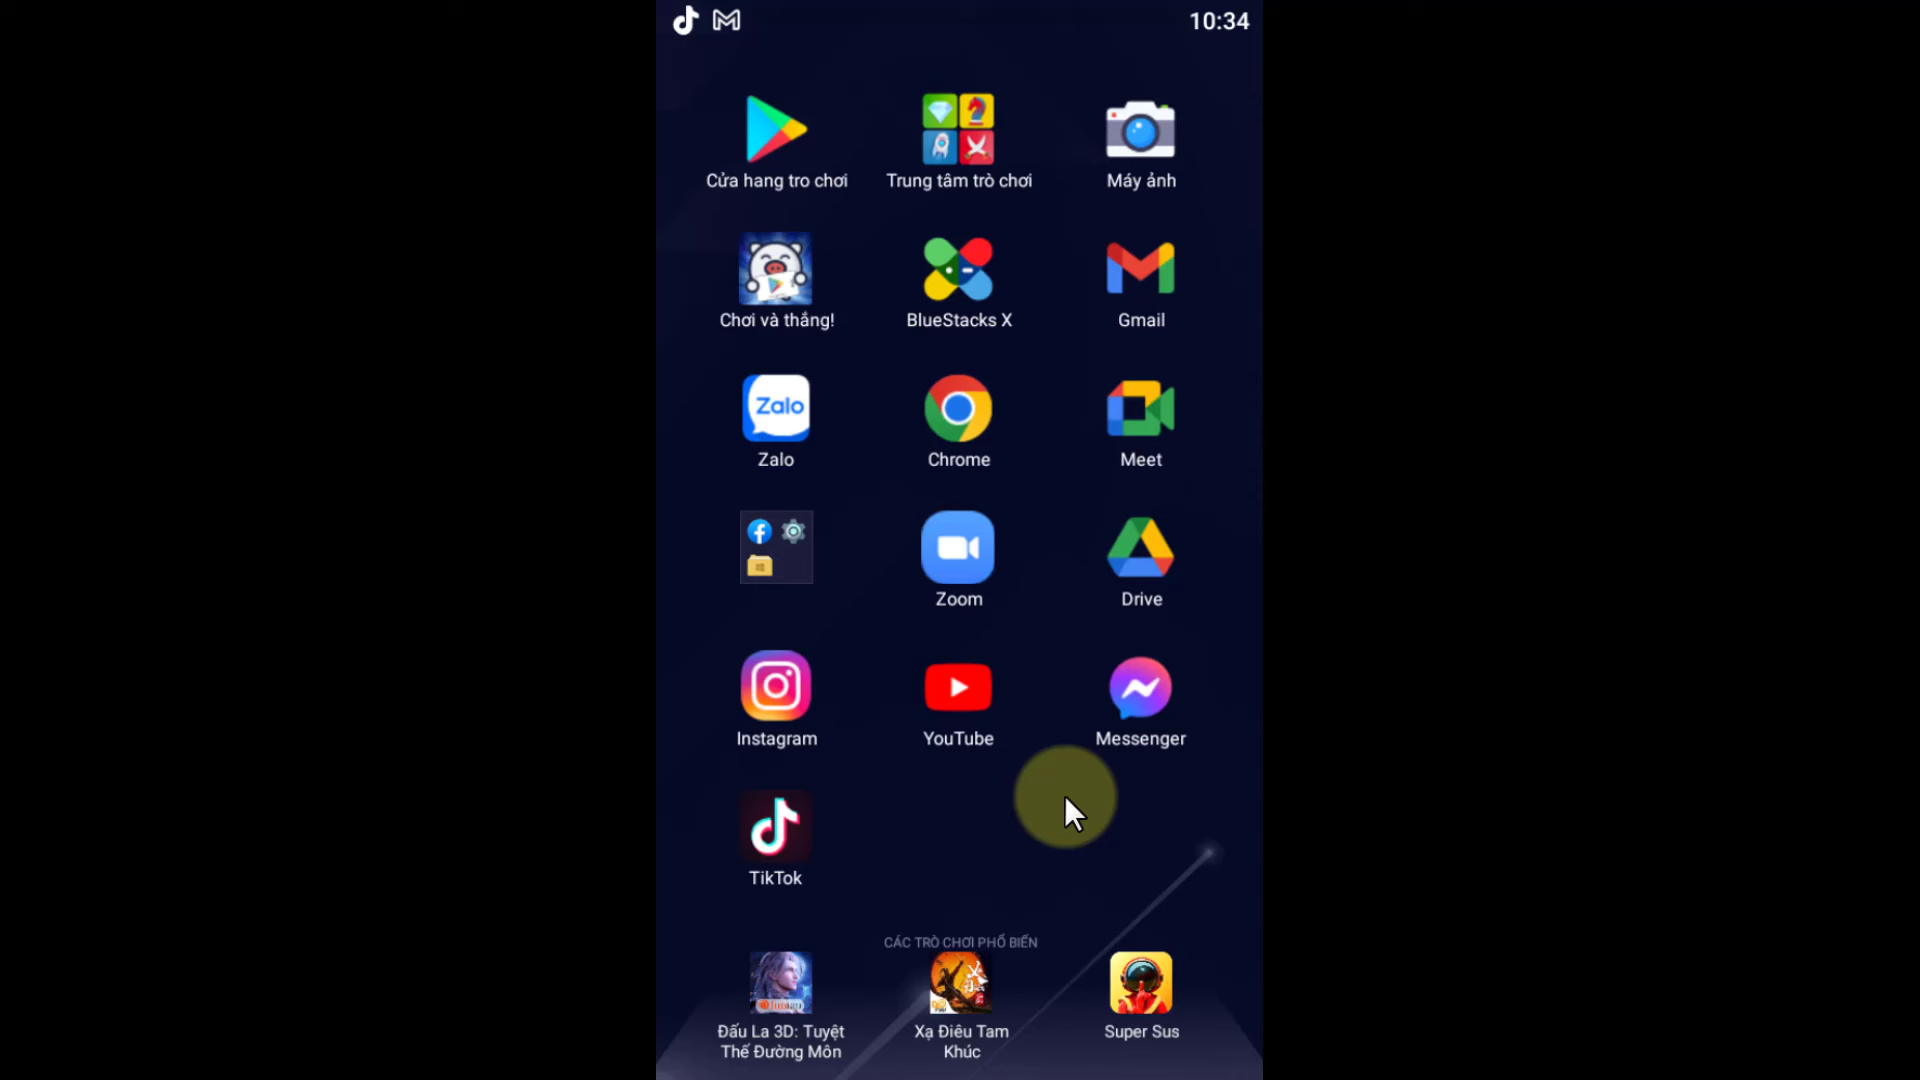 10:34
Cửa hang tro chơi
Trung tâm trò chơi
Máy ảnh
Chơi và thắng!
BlueStacks X
Gmail
Zalo
Zalo
Chrome
Meet
Zoom
Drive
Instagram
YouTube
Messenger
TikTok
CÁC TRÒ CHƠI PHỔ BIẾN
Đấu La 3D: Tuyệt
Thế Đường Môn
Xạ Điêu Tam
Khúc
Super Sus